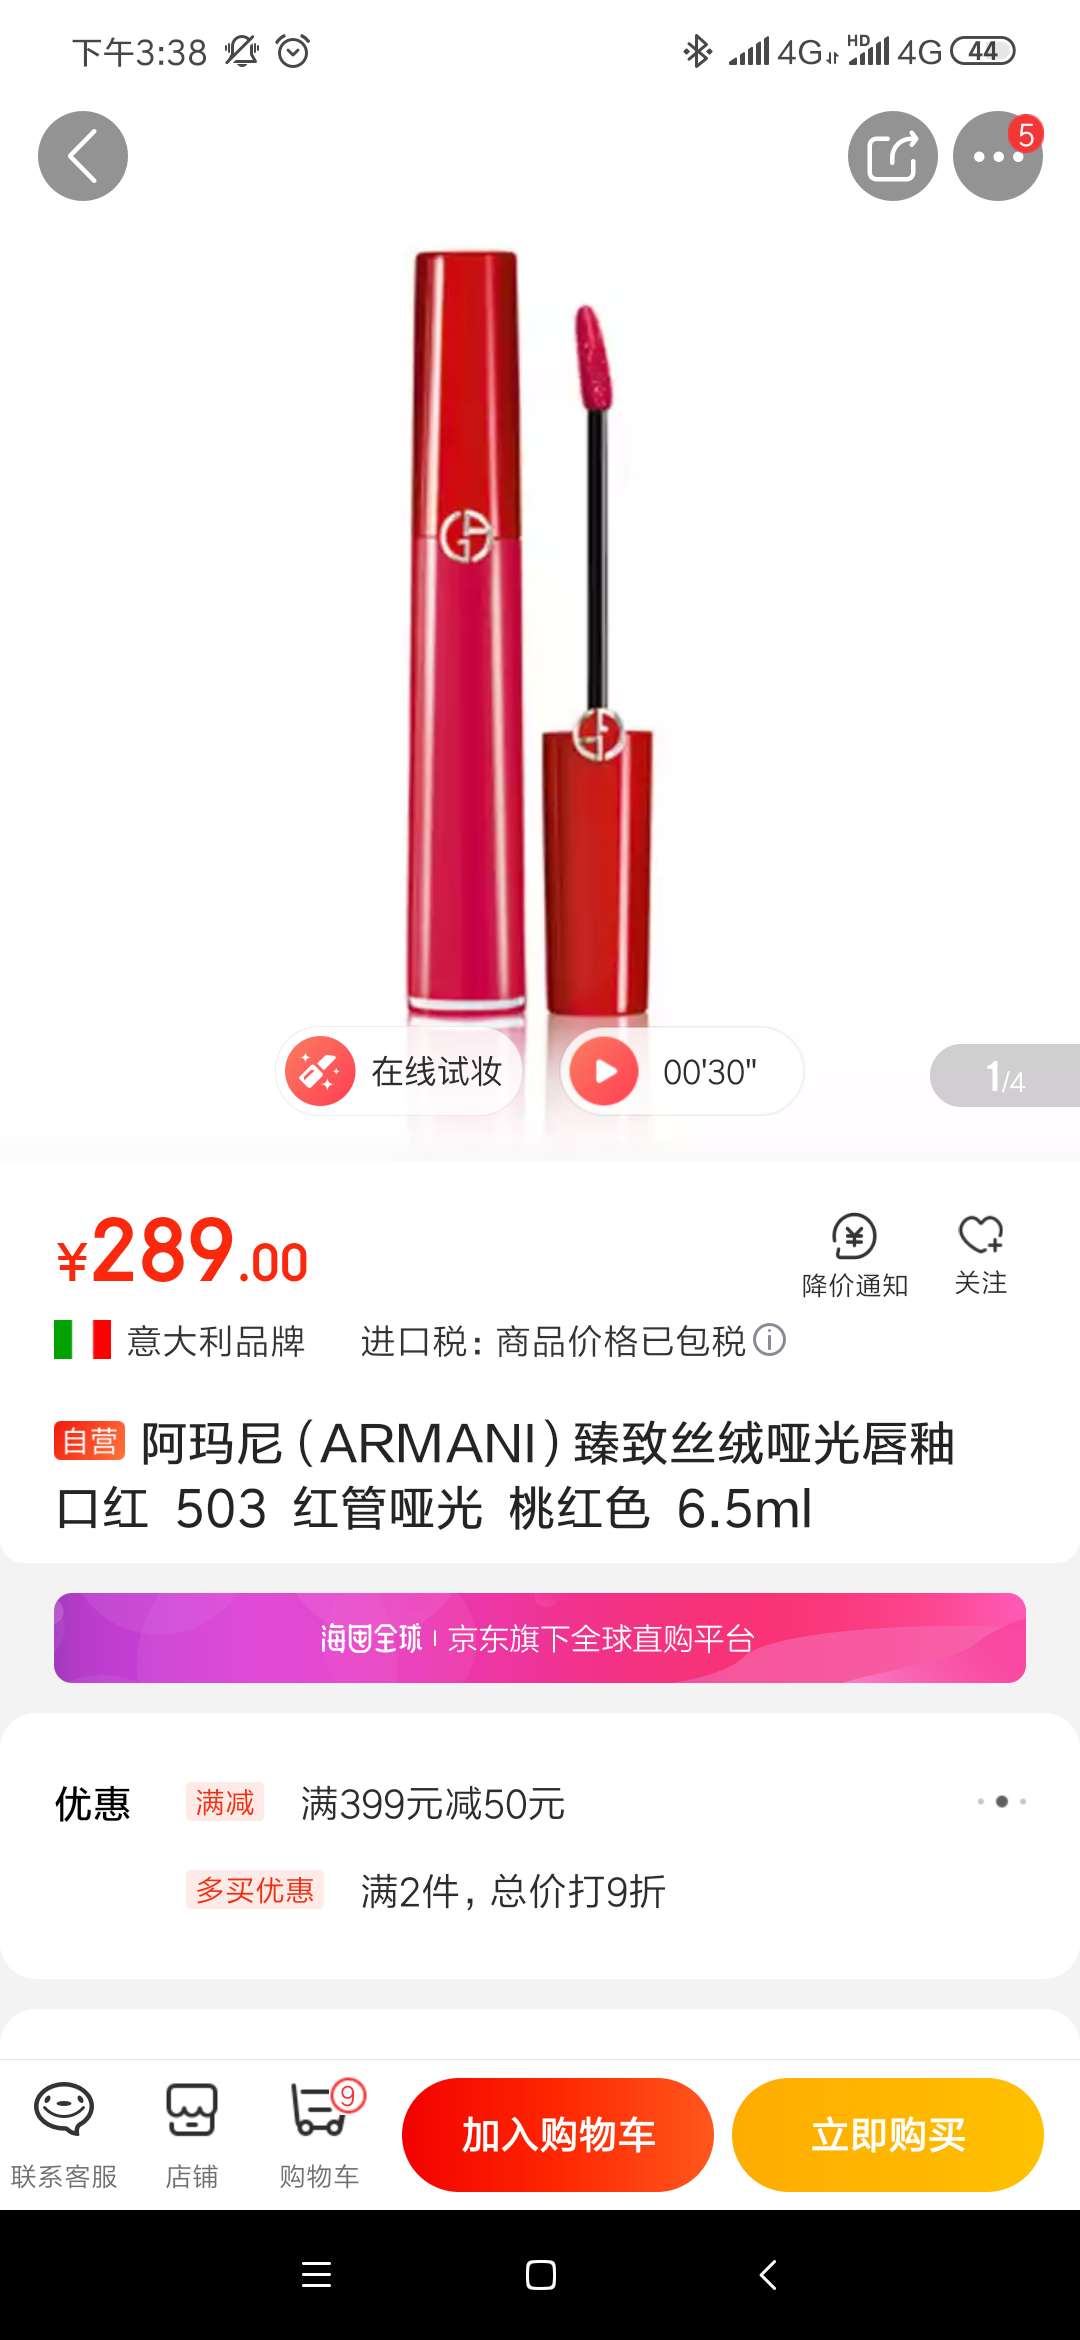 下午3:38 4G HD 4G 44
5
在线试妆 00'30" 1/4
¥289.00
降价通知 关注
意大利品牌 进口税：商品价格已包税
自营 阿玛尼（ARMANI）臻致丝绒哑光唇釉
口红 503 红管哑光 桃红色 6.5ml
海囤全球 | 京东旗下全球直购平台
优惠 满减 满399元减50元
多买优惠 满2件，总价打9折
9
联系客服 店铺 购物车 加入购物车 立即购买